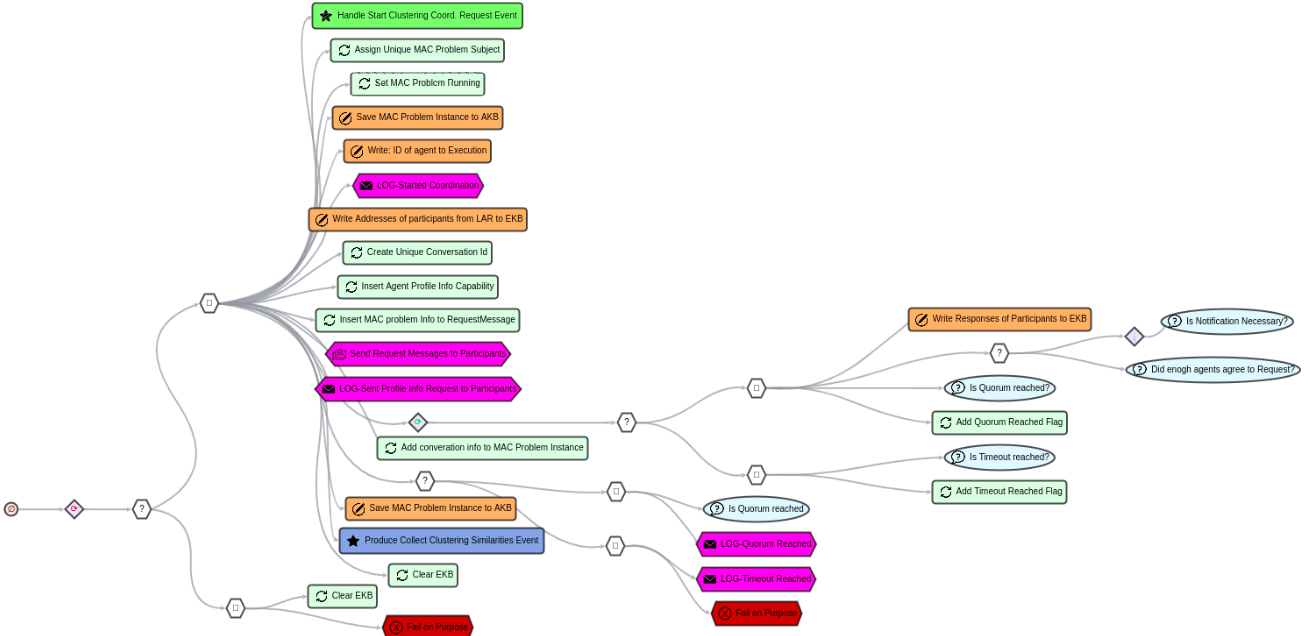 Handle Start Clustering Coord. Request Event
Assign Unique MAC Problem Subject
Set MAC Problem Running
Save MAC Problem Instance to AKB
Write: ID of agent to Execution
LOG-Started Coordination
Write Addresses of participants from LAR to EKB
Create Unique Conversation Id
Insert Agent Profile Info Capability
Insert MAC problem Info to RequestMessage
Send Request Messages to Participants
LOG-Sent Profile Info Request to Participants
Write Responses of Participants to EKB
Is Notification Necessary?
?
Did enogh agents agree to Request?
Is Quorum reached?
?
Add Quorum Reached Flag
Add converation info to MAC Problem Instance
Is Timeout reached?
?
Add Timeout Reached Flag
?
Save MAC Problem Instance to AKB
Is Quorum reached
Produce Collect Clustering Similarities Event
LOG-Quorum Reached
Clear EKB
LOG-Timeout Reached
Clear EKB
Fail on Purpose
Fail on Purpose